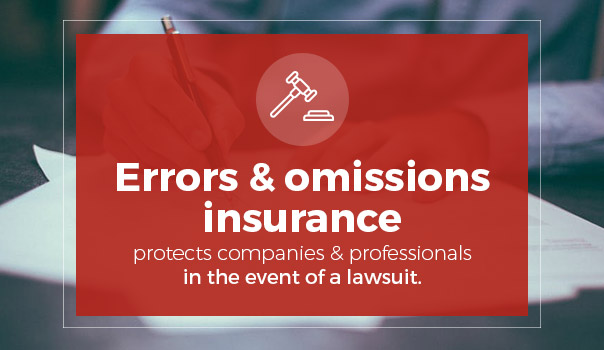 Errors & omissions
insurance
protects companies & professionals
in the event of a lawsuit.